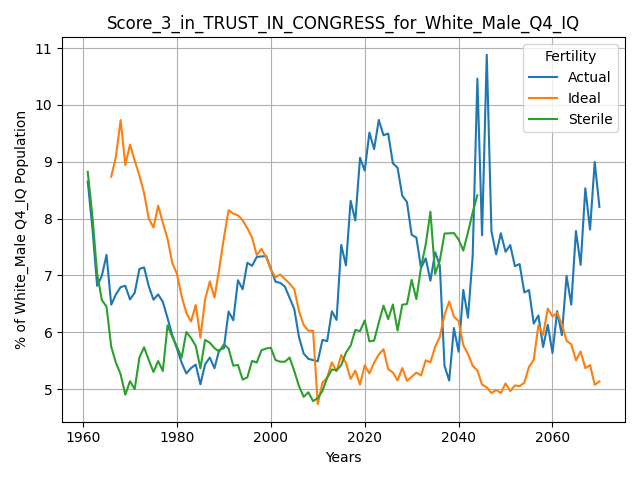 Score_3_in_TRUST_IN_CONGRESS_for_White_Male_Q4_IQ
% of White_Male Q4_IQ Population
11
10
9
8
7
6
5
Fertility
Actual
Ideal
Sterile
1960 1980 2000 2020 2040 2060
Years